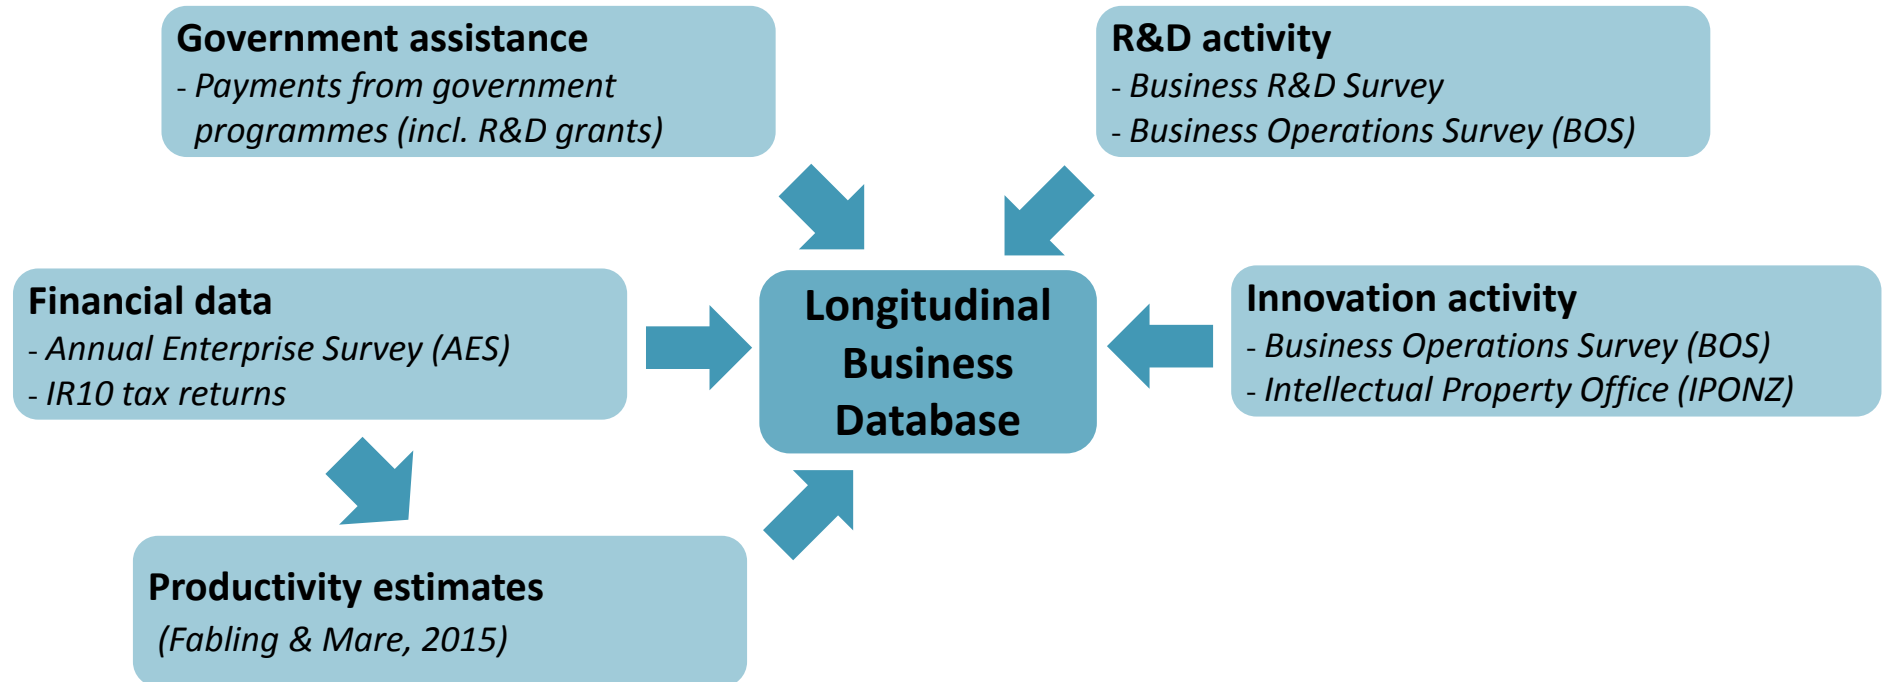 Government assistance
- Payments from government
programmes (incl. R&D grants)
R&D activity
- Business R&D Survey
- Business Operations Survey (BOS)
Financial data
- Annual Enterprise Survey (AES)
- IR10 tax returns
Longitudinal
Business
Database
Innovation activity
- Business Operations Survey (BOS)
- Intellectual Property Office (IPONZ)
Productivity estimates
(Fabling & Mare, 2015)